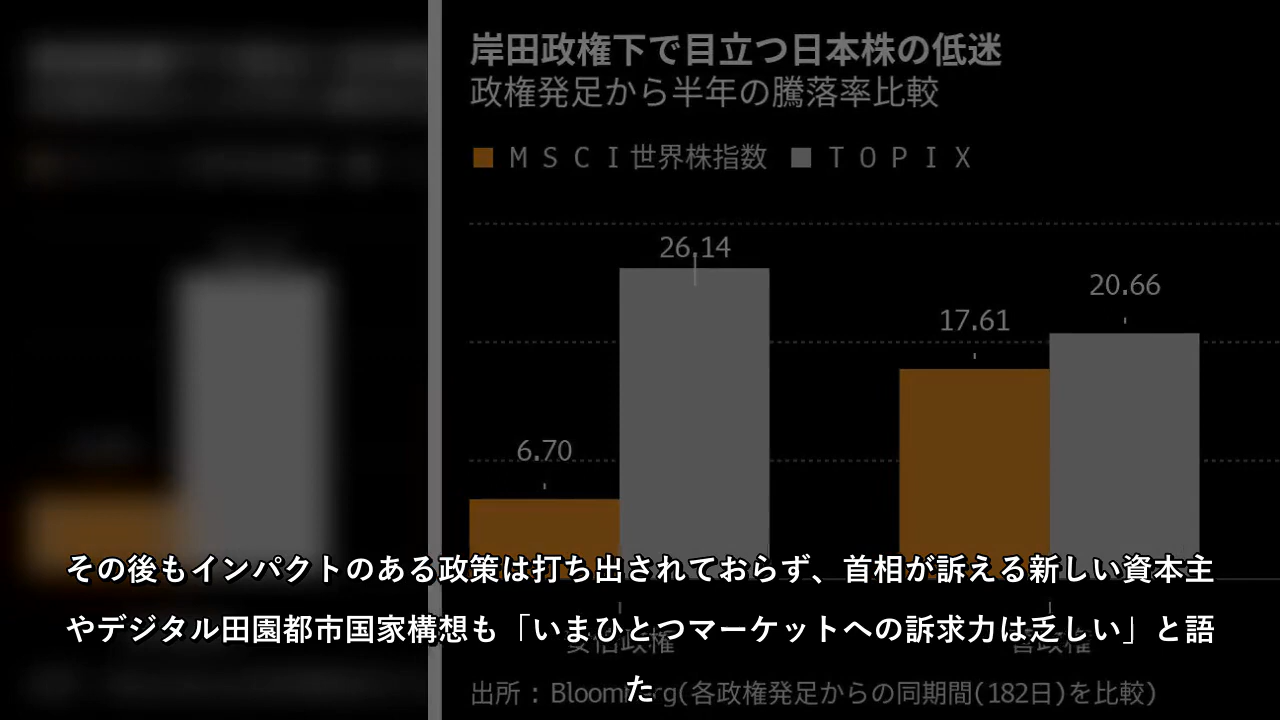 岸田政権下で目立つ日本株の低迷
政権発足から半年の騰落率比較
ＭＳＣＩ世界株指数 ＴＯＰＩＸ
26.14
20.66
17.61
6.70
その後もインパクトのある政策は打ち出されておらず、首相が訴える新しい資本主
やデジタル田園都市国家構想も「いまひとつマーケットへの訴求力は乏しい」と語
た
安倍政権 菅政権
出所：Bloomberg(各政権発足からの同期間(182日)を比較)